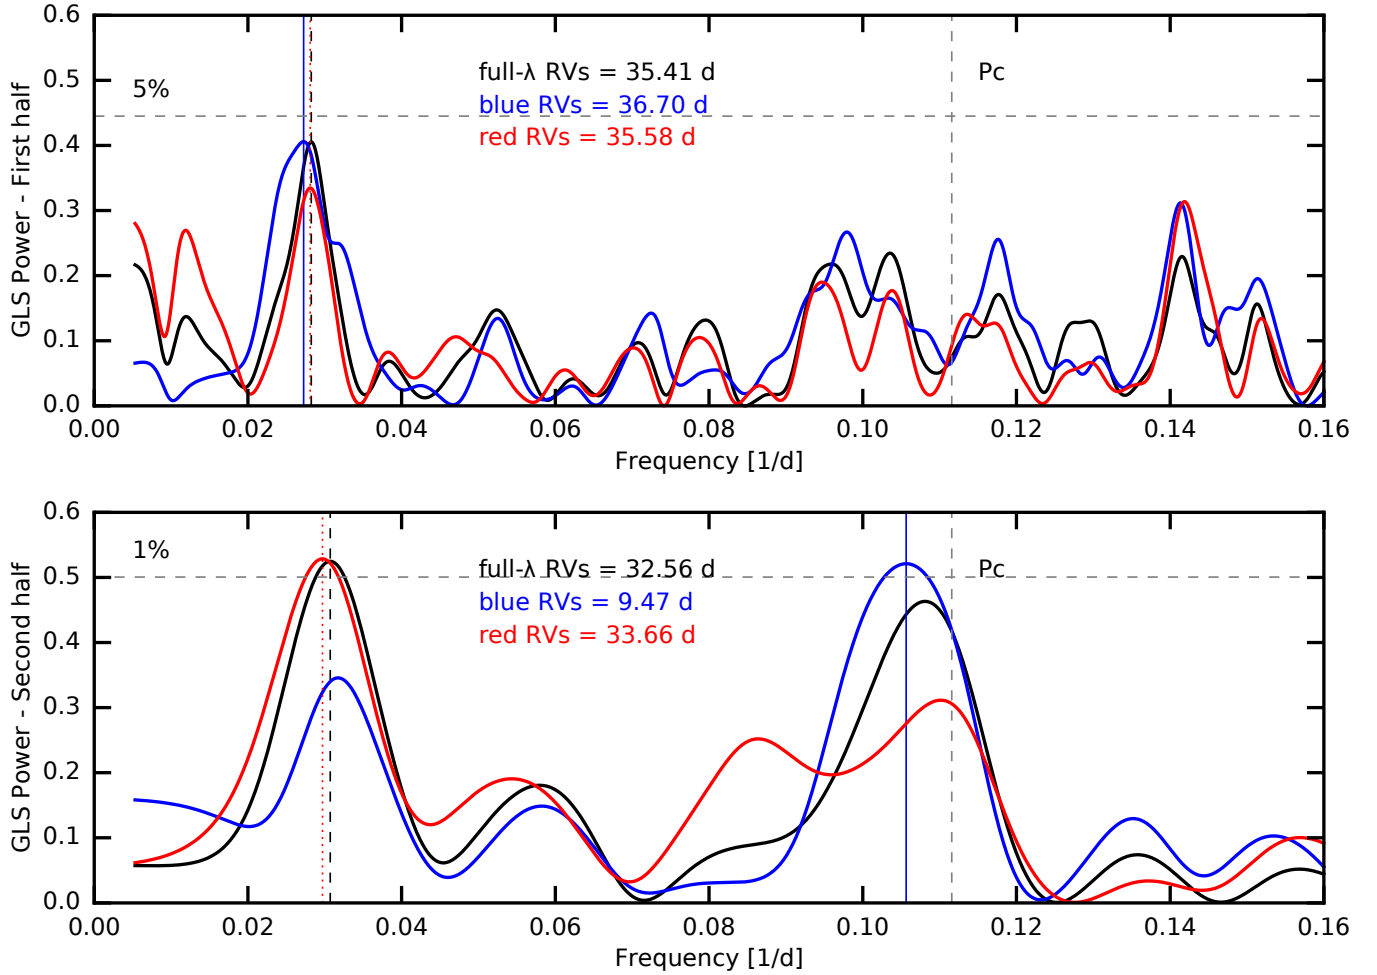 0.6
0.5
0.4
0.3
0.2
0.1
0.0
GLS Power - First half
5%
full-λ RVs = 35.41 d
blue RVs = 36.70 d
red RVs = 35.58 d
Pc
0.00 0.02 0.04 0.06 0.08 0.10 0.12 0.14 0.16
Frequency [1/d]
0.6
0.5
0.4
0.3
0.2
0.1
0.0
GLS Power - Second half
1%
full-λ RVs = 32.56 d
blue RVs = 9.47 d
red RVs = 33.66 d
Pc
0.00 0.02 0.04 0.06 0.08 0.10 0.12 0.14 0.16
Frequency [1/d]